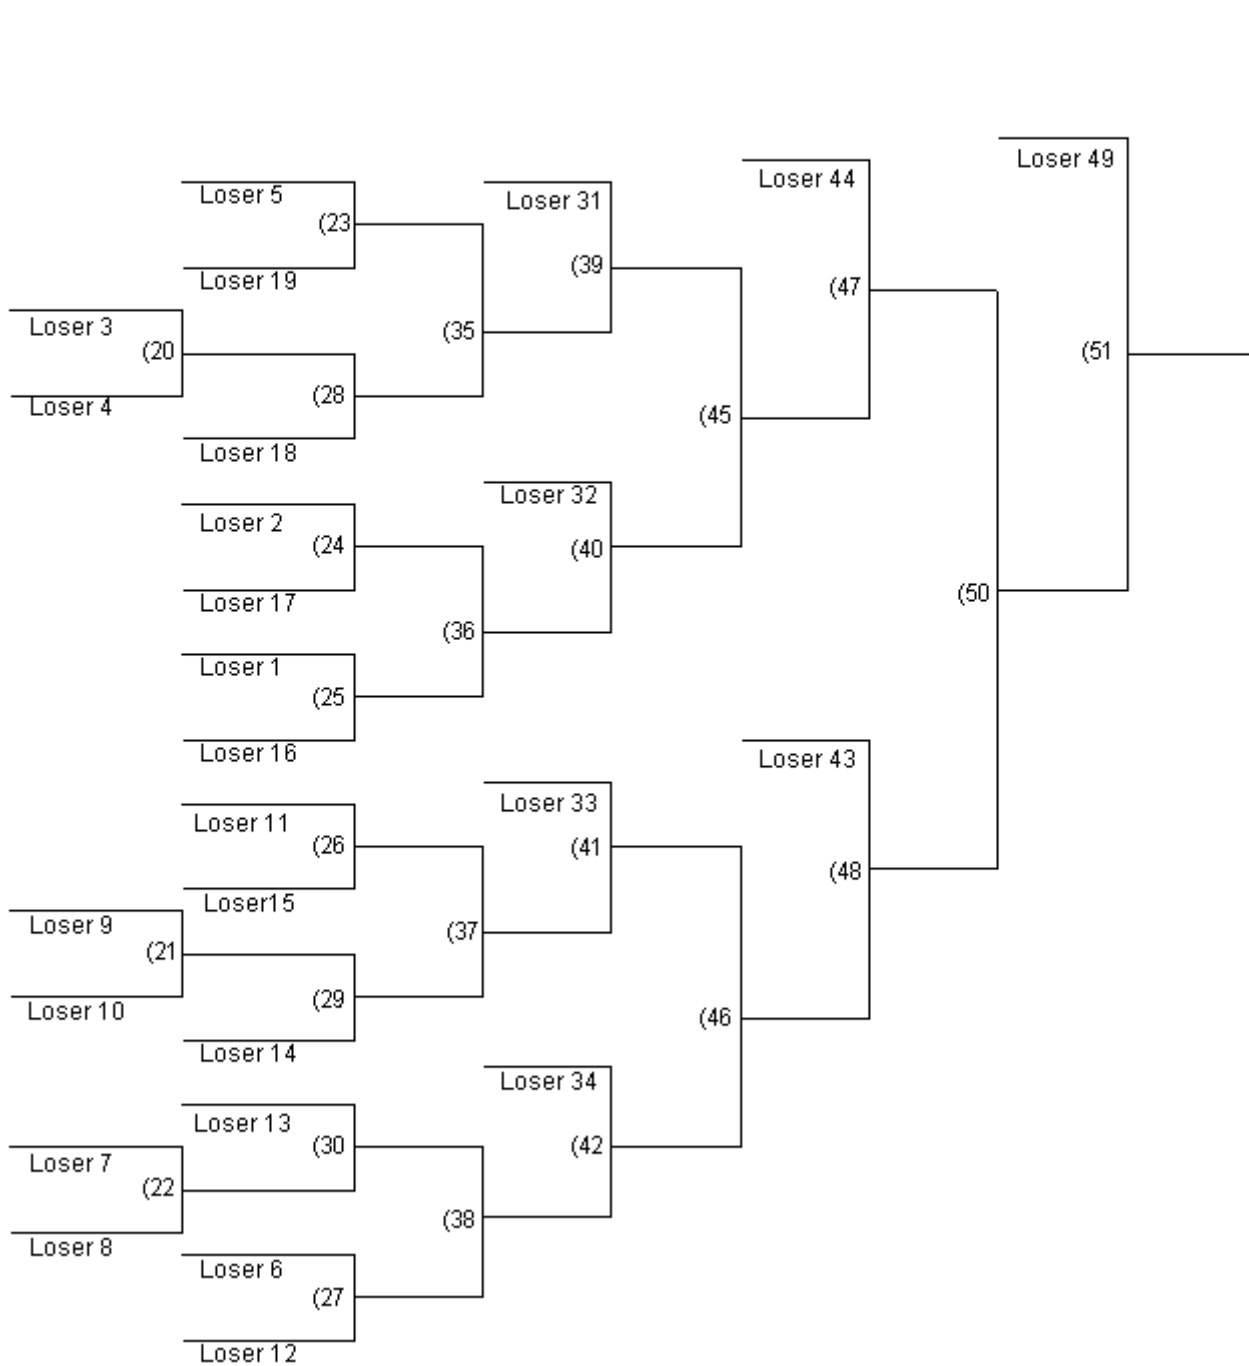 Loser 49
Loser 44
Loser 5
Loser 31
(23
(39
Loser 19
(47
Loser 3
(35
(20
(51
(28
Loser 4
(45
Loser 18
Loser 32
Loser 2
(24
(40
Loser 17
(50
(36
Loser 1
(25
Loser 16
Loser 43
Loser 33
Loser 11
(26
(41
(48
Loser15
Loser 9
(37
(21
(29
Loser 10
(46
Loser 14
Loser 34
Loser 13
(30
(42
Loser 7
(22
(38
Loser 8
Loser 6
(27
Loser 12